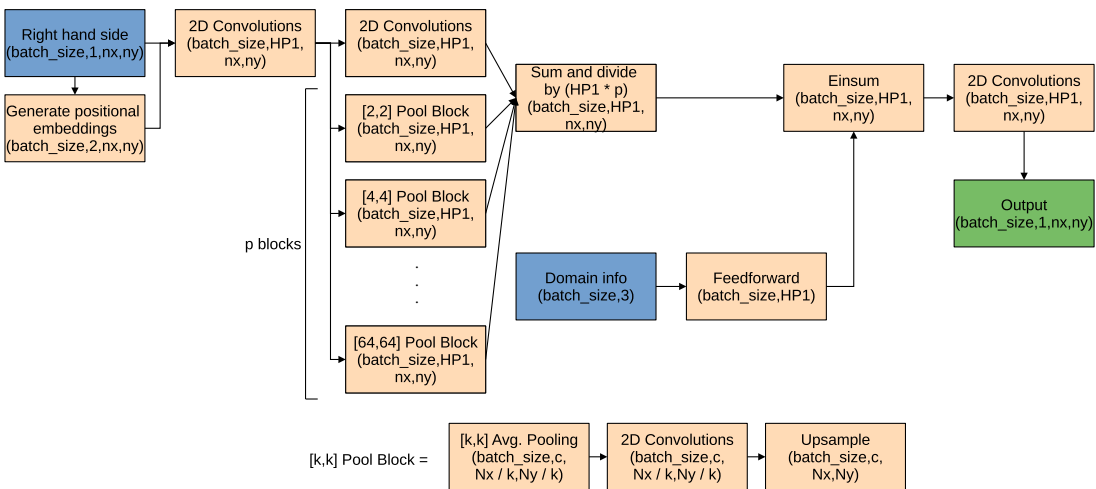 Right hand side
(batch_size,1,nx,ny)
Generate positional
embeddings
(batch_size,2,nx,ny)
2D Convolutions
(batch_size,HP1,
nx,ny)
2D Convolutions
(batch_size,HP1,
nx,ny)
[2,2] Pool Block
(batch_size,HP1,
nx,ny)
[4,4] Pool Block
(batch_size,HP1,
nx,ny)
.
.
.
[64,64] Pool Block
(batch_size,HP1,
nx,ny)
p blocks
Sum and divide
by (HP1 * p)
(batch_size,HP1,
nx,ny)
Domain info
(batch_size,3)
Feedforward
(batch_size,HP1)
Einsum
(batch_size,HP1,
nx,ny)
2D Convolutions
(batch_size,HP1,
nx,ny)
Output
(batch_size,1,nx,ny)
[k,k] Pool Block =
[k,k] Avg. Pooling
(batch_size,c,
Nx / k,Ny / k)
2D Convolutions
(batch_size,c,
Nx / k,Ny / k)
Upsample
(batch_size,c,
Nx,Ny)